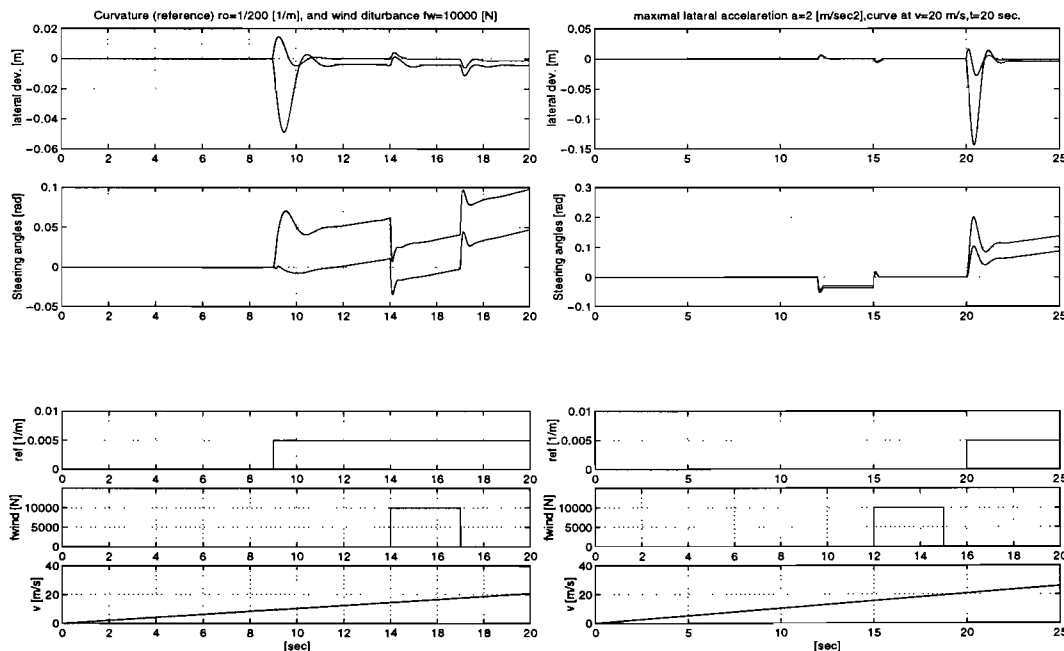 Curvature (reference) ro=1/200 [1/m], and wind diturbance fw=10000 [N]
lateral dev. [m]
0.02
0
−0.02
−0.04
−0.06
0 2 4 6 8 10 12 14 16 18 20
Steering angles [rad]
0.1
0.05
0
−0.05
0 2 4 6 8 10 12 14 16 18 20
ref [1/m]
0.01
0.005
0
0 2 4 6 8 10 12 14 16 18 20
fwind [N]
10000
5000
0
0 2 4 6 8 10 12 14 16 18 20
v [m/s]
40
20
0
0 2 4 6 8 10 12 14 16 18 20
[sec]
maximal lataral accelaretion a=2 [m/sec2],curve at v=20 m/s,t=20 sec.
lateral dev. [m]
0.05
0
−0.05
−0.1
−0.15
0 5 10 15 20 25
Steering angles [rad]
0.3
0.2
0.1
0
−0.1
0 5 10 15 20 25
ref [1/m]
0.01
0.005
0
0 5 10 15 20 25
fwind [N]
10000
5000
0
0 2 4 6 8 10 12 14 16 18 20
v [m/s]
40
20
0
0 5 10 15 20 25
[sec]